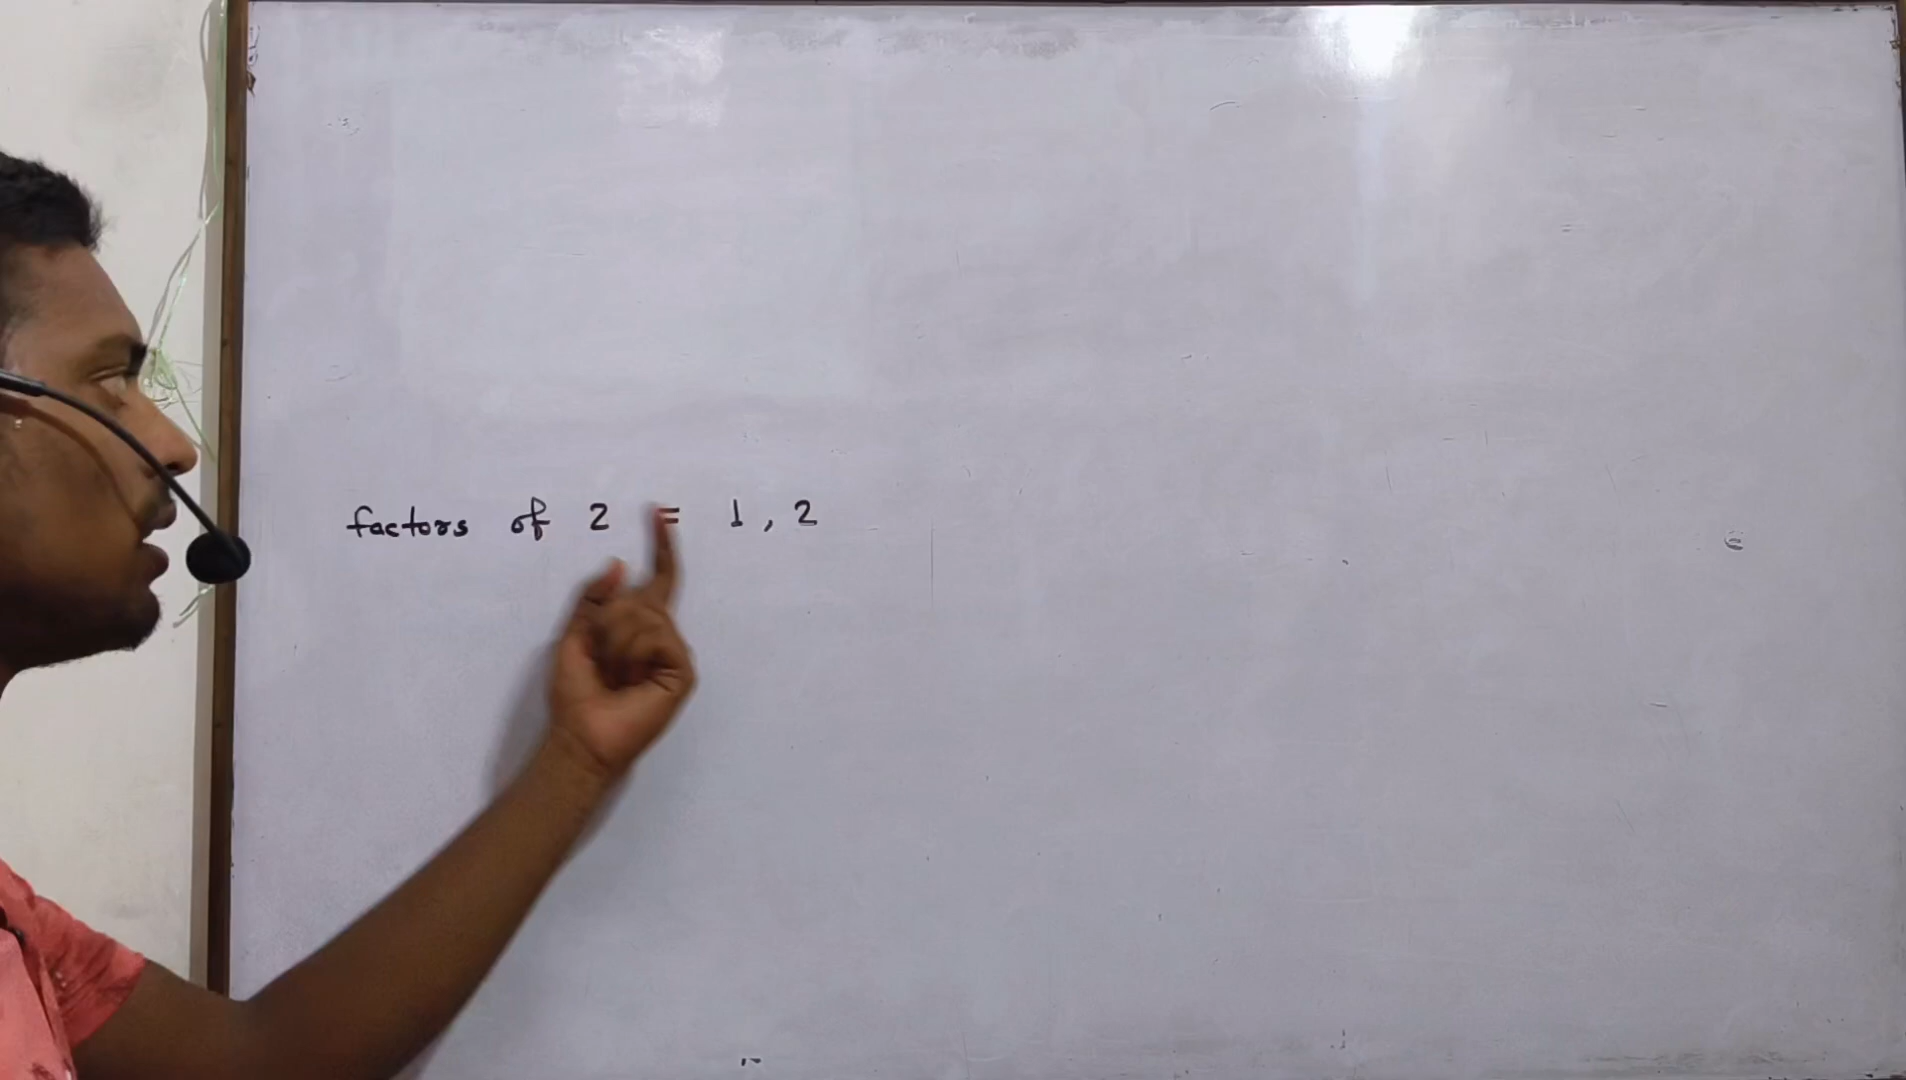 factors of 2 = 1, 2